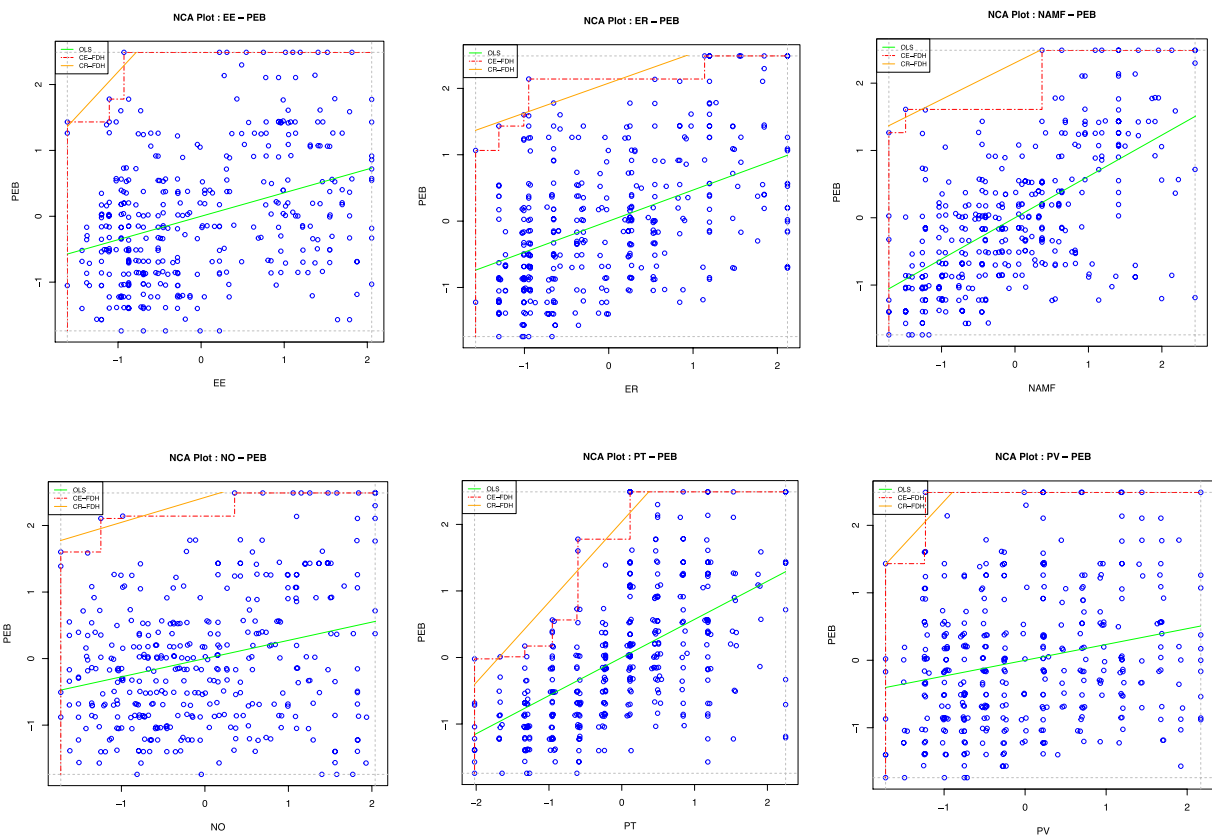 NCA Plot : EE − PEB
OLS
CE−FDH
CR−FDH
PEB
2
1
0
−1
−1
0
1
2
EE
NCA Plot : ER − PEB
OLS
CE−FDH
CR−FDH
PEB
2
1
0
−1
−1
0
1
2
ER
NCA Plot : NAMF − PEB
OLS
CE−FDH
CR−FDH
PEB
2
1
0
−1
−1
0
1
2
NAMF
NCA Plot : NO − PEB
OLS
CE−FDH
CR−FDH
PEB
2
1
0
−1
−1
0
1
2
NO
NCA Plot : PT − PEB
OLS
CE−FDH
CR−FDH
PEB
2
1
0
−1
−2
−1
0
1
2
PT
NCA Plot : PV − PEB
OLS
CE−FDH
CR−FDH
PEB
2
1
0
−1
−1
0
1
2
PV